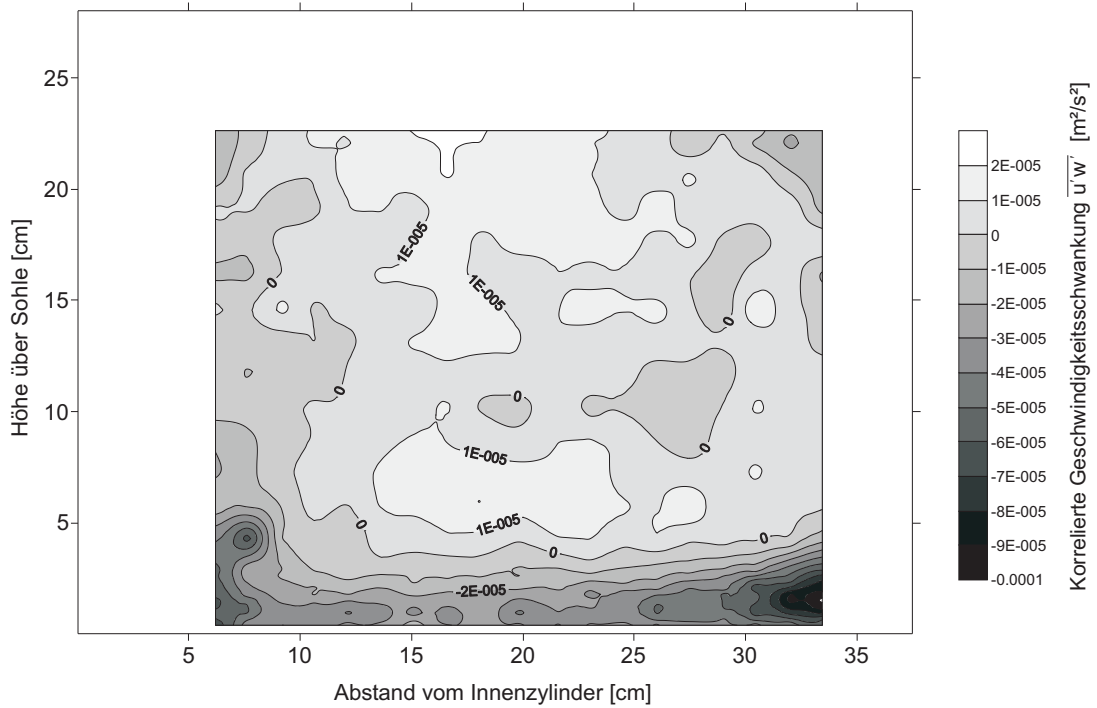 Höhe über Sohle [cm]
25
20
15
10
5
5 10 15 20 25 30 35
Abstand vom Innenzylinder [cm]
1E-005
1E-005
0
0
0
0
0
1E-005
1E-005
0
0
0
-2E-005
2E-005
1E-005
0
-1E-005
-2E-005
-3E-005
-4E-005
-5E-005
-6E-005
-7E-005
-8E-005
-9E-005
-0.0001
Korrelierte Geschwindigkeitsschwankung u′w′ [m²/s²]